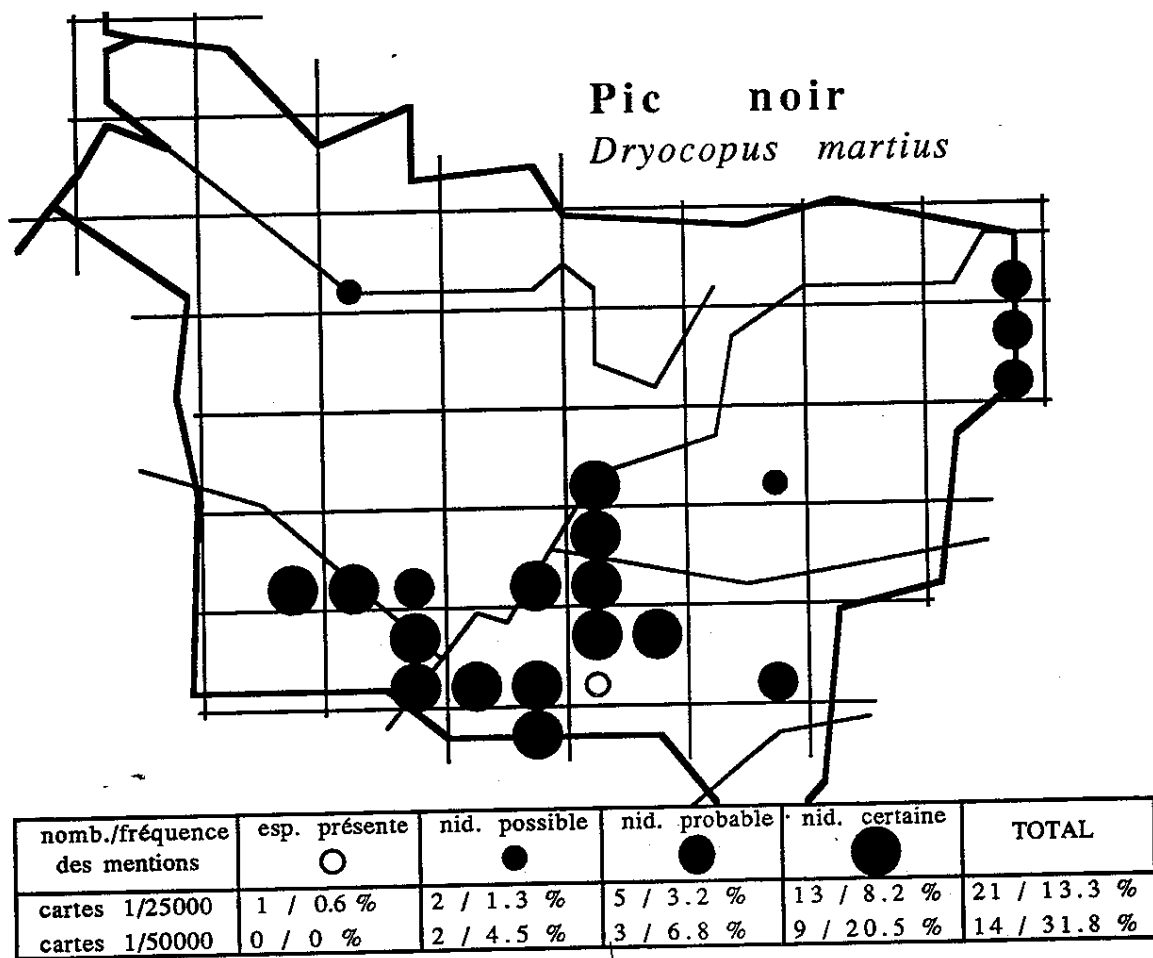 Pic noir
Dryocopus martius
nomb./fréquence des mentions esp. présente nid. possible nid. probable nid. certaine TOTAL
cartes 1/25000 1 / 0.6 % 2 / 1.3 % 5 / 3.2 % 13 / 8.2 % 21 / 13.3 %
cartes 1/50000 0 / 0 % 2 / 4.5 % 3 / 6.8 % 9 / 20.5 % 14 / 31.8 %